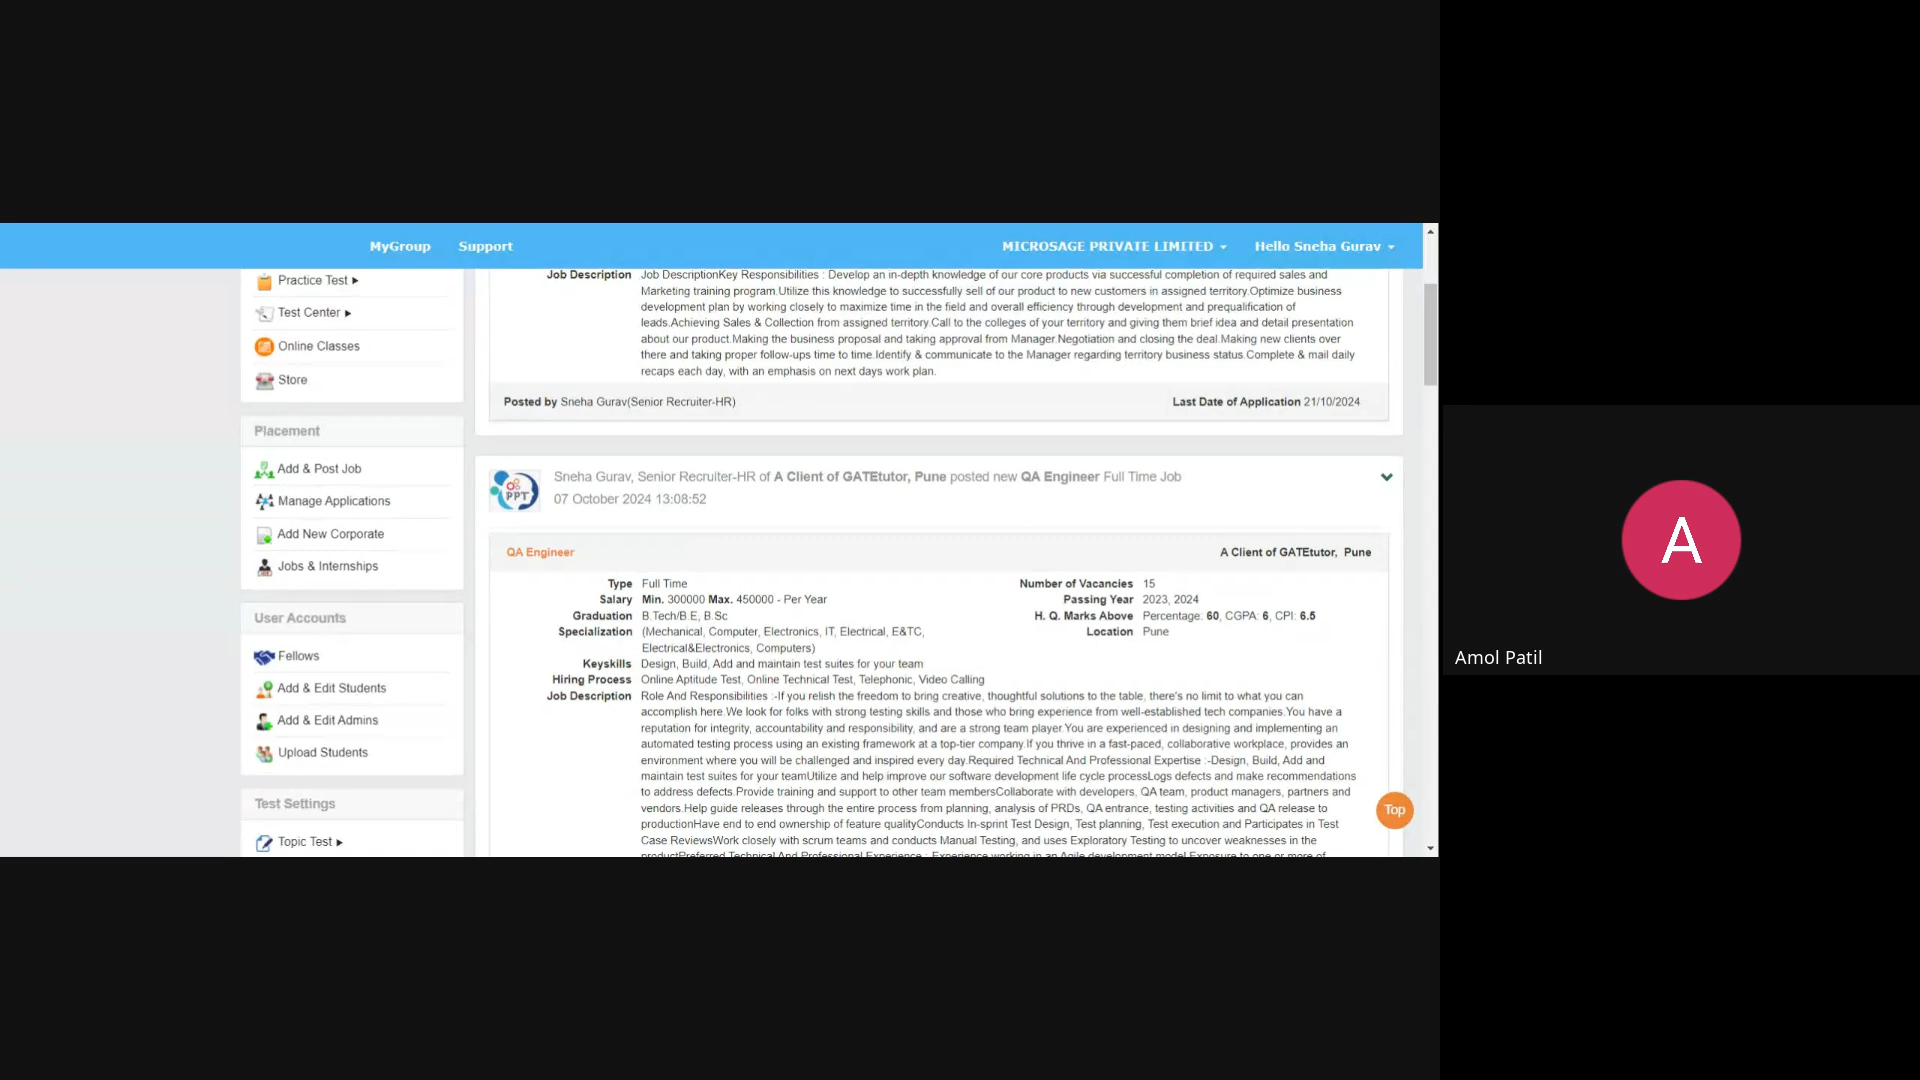 MyGroup Support MICROSAGE PRIVATE LIMITED Hello Sneha Gurav
Practice Test
Test Center
Online Classes
Store
Placement
Add & Post Job
Manage Applications
Add New Corporate
Jobs & Internships
User Accounts
Fellows
Add & Edit Students
Add & Edit Admins
Upload Students
Test Settings
Topic Test
Job Description Job DescriptionKey Responsibilities : Develop an in-depth knowledge of our core products via successful completion of required sales and
Marketing training program.Utilize this knowledge to successfully sell of our product to new customers in assigned territory.Optimize business
development plan by working closely to maximize time in the field and overall efficiency through development and prequalification of
leads.Achieving Sales & Collection from assigned territory.Call to the colleges of your territory and giving them brief idea and detail presentation
about our product.Making the business proposal and taking approval from Manager.Negotiation and closing the deal.Making new clients over
there and taking proper follow-ups time to time.Identify & communicate to the Manager regarding territory business status.Complete & mail daily
recaps each day, with an emphasis on next days work plan.
Posted by Sneha Gurav(Senior Recruiter-HR) Last Date of Application 21/10/2024
PPT
Sneha Gurav, Senior Recruiter-HR of A Client of GATEtutor, Pune posted new QA Engineer Full Time Job
07 October 2024 13:08:52
QA Engineer A Client of GATEtutor, Pune
Type Full Time Number of Vacancies 15
Salary Min. 300000 Max. 450000 - Per Year Passing Year 2023, 2024
Graduation B.Tech/B.E, B.Sc H. Q. Marks Above Percentage: 60, CGPA: 6, CPI: 6.5
Specialization (Mechanical, Computer, Electronics, IT, Electrical, E&TC, Location Pune
Electrical&Electronics, Computers)
Keyskills Design, Build, Add and maintain test suites for your team
Hiring Process Online Aptitude Test, Online Technical Test, Telephonic, Video Calling
Job Description Role And Responsibilities :-If you relish the freedom to bring creative, thoughtful solutions to the table, there's no limit to what you can
accomplish here.We look for folks with strong testing skills and those who bring experience from well-established tech companies.You have a
reputation for integrity, accountability and responsibility, and are a strong team player.You are experienced in designing and implementing an
automated testing process using an existing framework at a top-tier company.If you thrive in a fast-paced, collaborative workplace, provides an
environment where you will be challenged and inspired every day.Required Technical And Professional Expertise :-Design, Build, Add and
maintain test suites for your teamUtilize and help improve our software development life cycle processLogs defects and make recommendations
to address defects.Provide training and support to other team membersCollaborate with developers, QA team, product managers, partners and
vendors.Help guide releases through the entire process from planning, analysis of PRDs, QA entrance, testing activities and QA release to
productionHave end to end ownership of feature qualityConducts In-sprint Test Design, Test planning, Test execution and Participates in Test
Case ReviewsWork closely with scrum teams and conducts Manual Testing, and uses Exploratory Testing to uncover weaknesses in the
productPreferred Technical And Professional Experience : Experience working in an Agile development model Exposure to one or more of
Top
A
Amol Patil